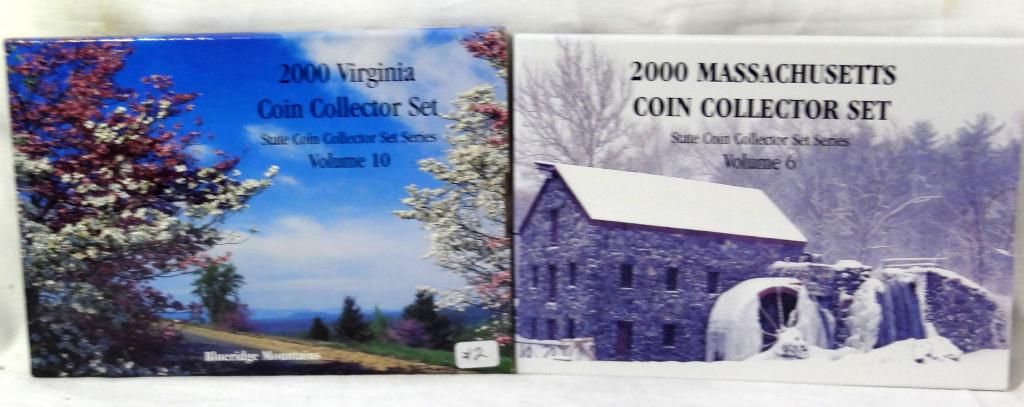 2000 Virginia
Coin Collector Set
State Coin Collector Set Series
Volume 10
Blueridge Mountains
#2
2000 MASSACHUSETTS
COIN COLLECTOR SET
State Coin Collector Set Series
Volume 6